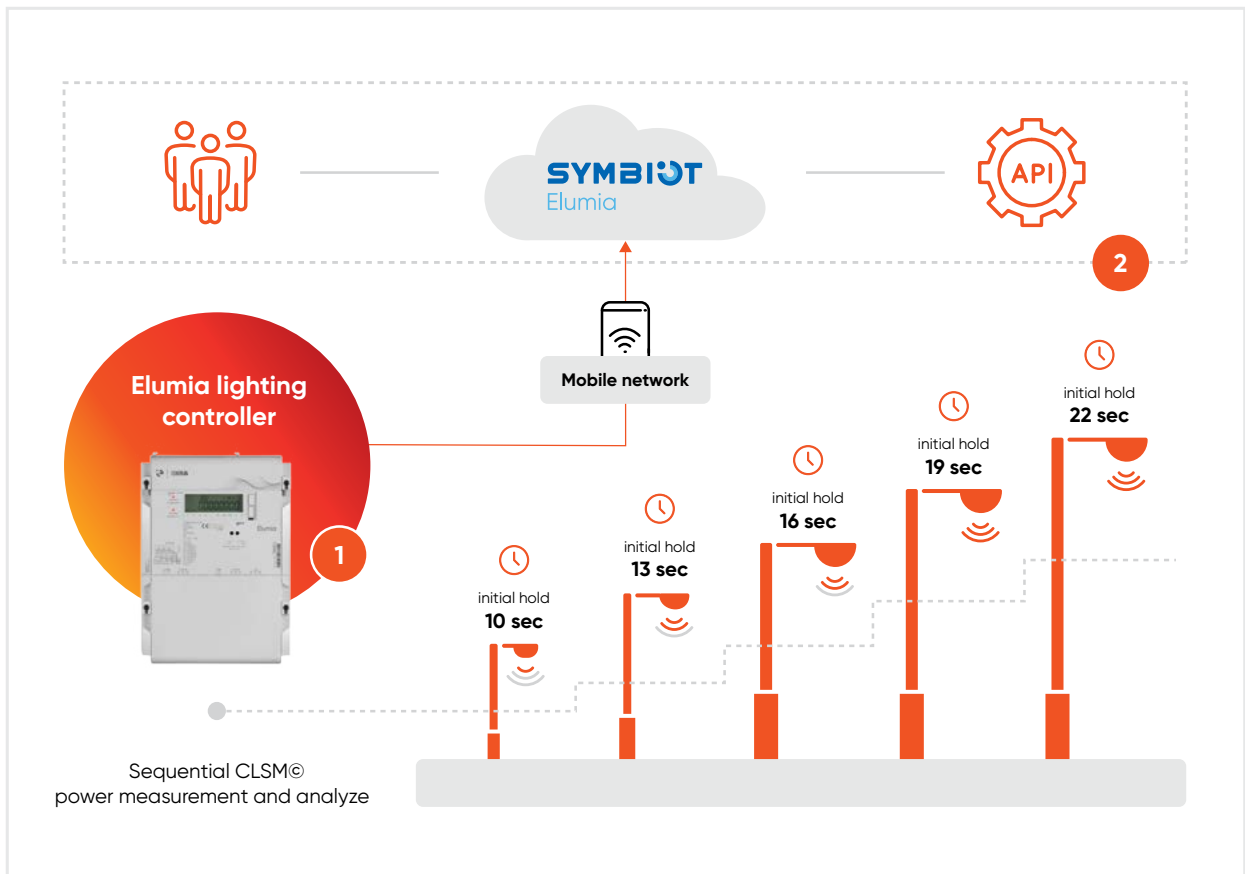 SYMBIOT
Elumia
API
2
Mobile network
Elumia lighting
controller
Elumia
1
initial hold
10 sec
initial hold
13 sec
initial hold
16 sec
initial hold
19 sec
initial hold
22 sec
Sequential CLSM©
power measurement and analyze